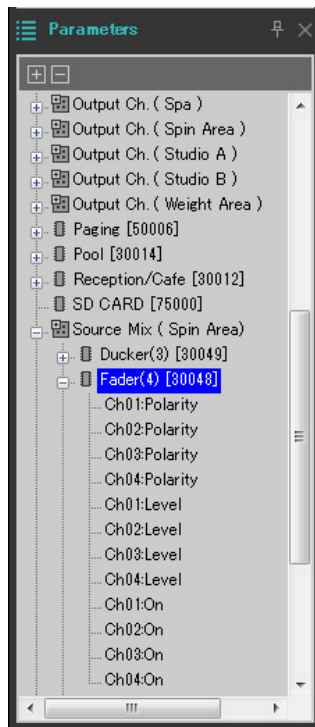 Parameters
Output Ch. ( Spa )
Output Ch. ( Spin Area )
Output Ch. ( Studio A )
Output Ch. ( Studio B )
Output Ch. ( Weight Area )
Paging [50006]
Pool [30014]
Reception/Cafe [30012]
SD CARD [75000]
Source Mix ( Spin Area)
Ducker(3) [30049]
Fader(4) [30048]
Ch01:Polarity
Ch02:Polarity
Ch03:Polarity
Ch04:Polarity
Ch01:Level
Ch02:Level
Ch03:Level
Ch04:Level
Ch01:On
Ch02:On
Ch03:On
Ch04:On